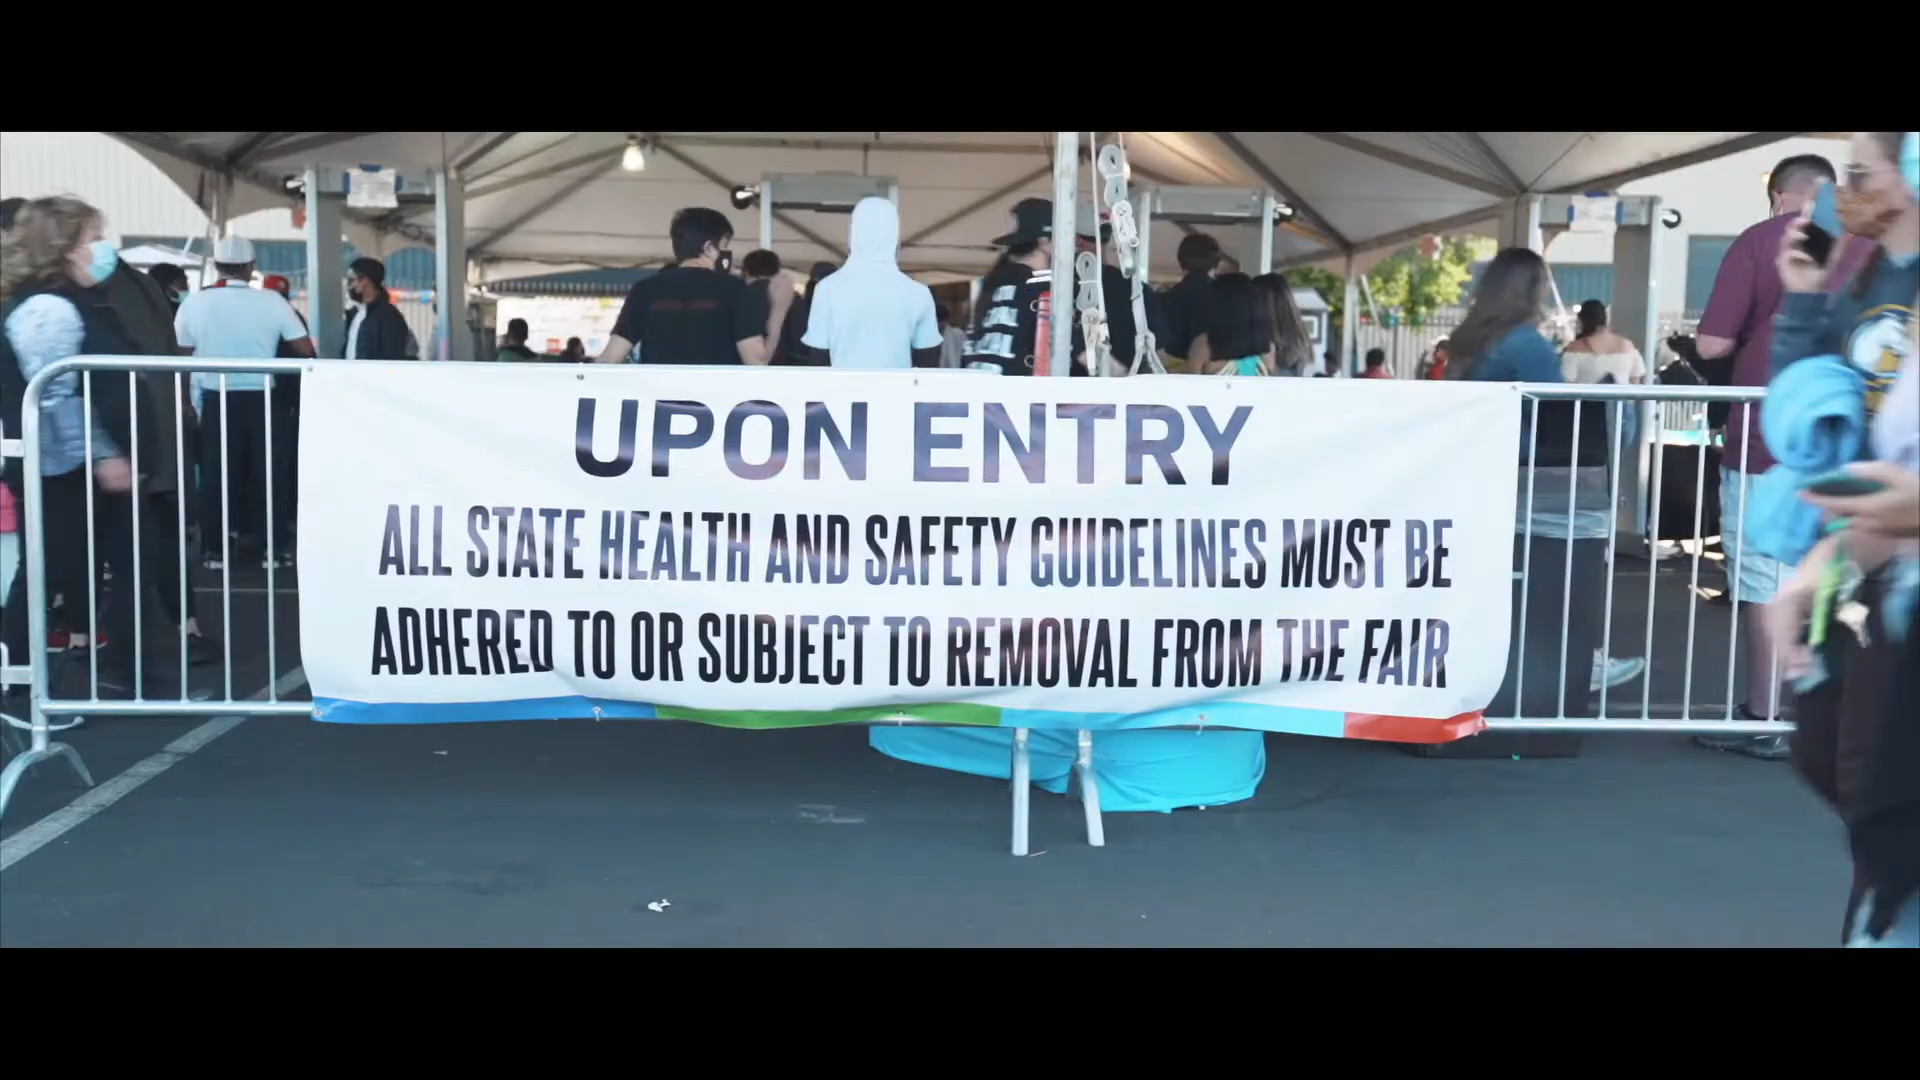 UPON ENTRY
ALL STATE HEALTH AND SAFETY GUIDELINES MUST BE
ADHERED TO OR SUBJECT TO REMOVAL FROM THE FAIR